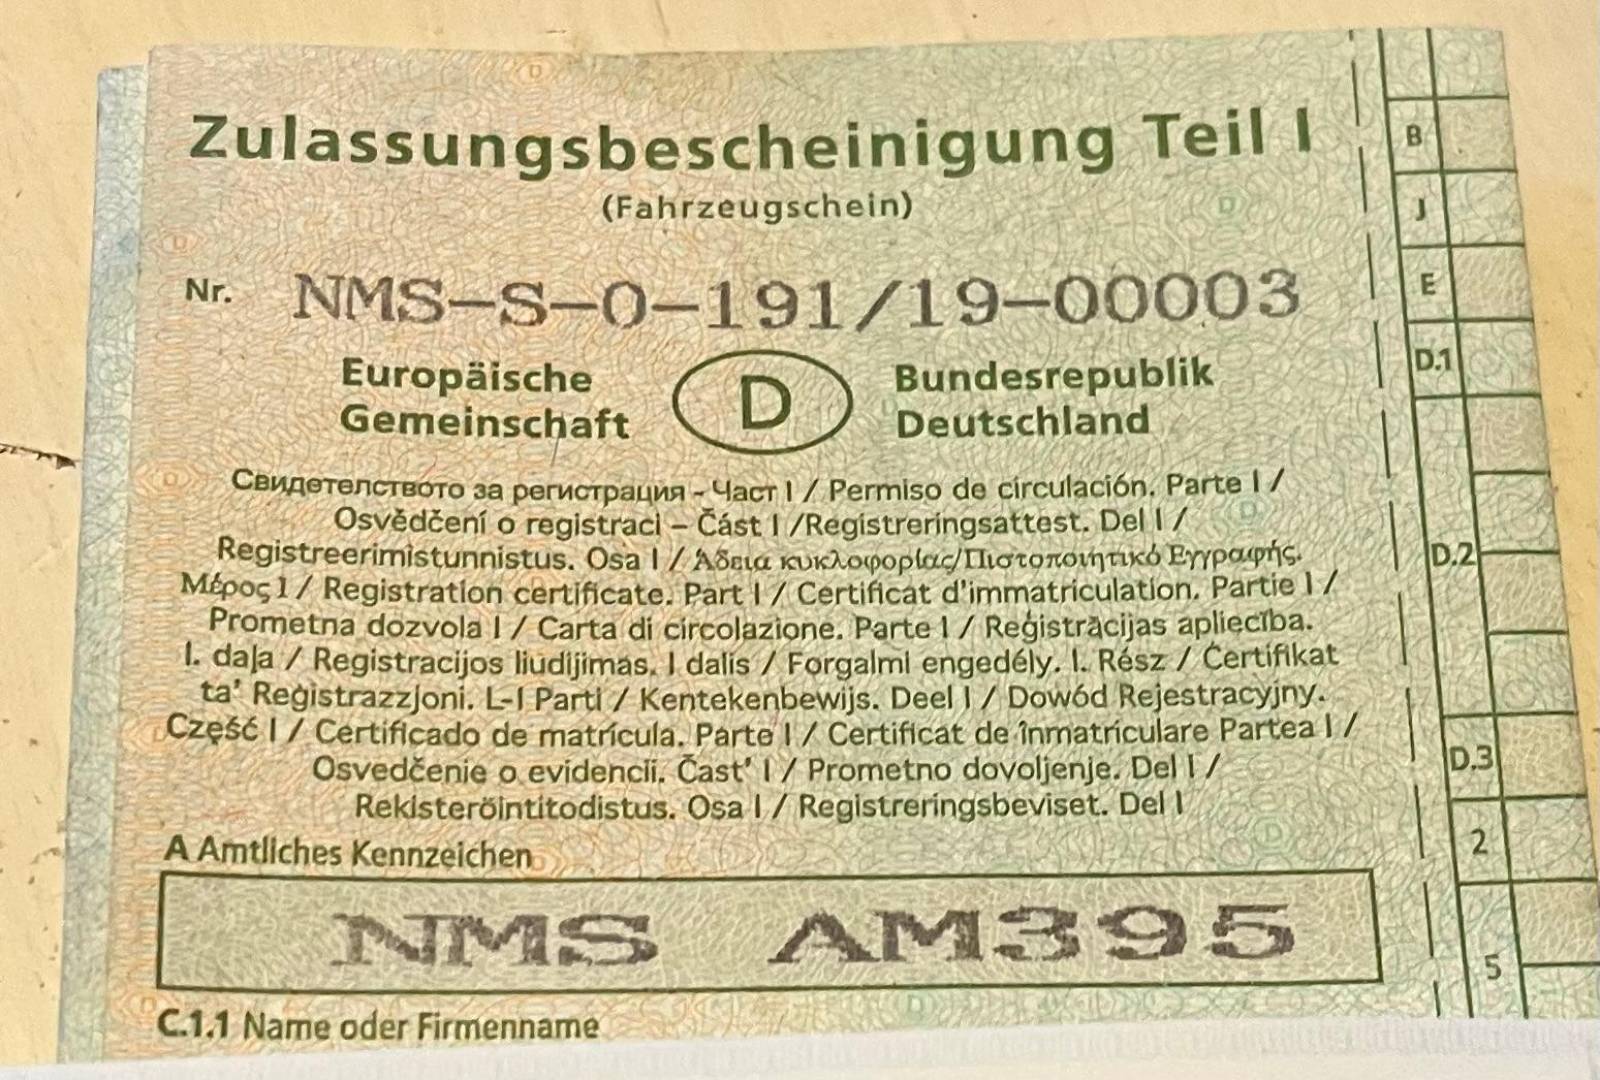 Zulassungsbescheinigung Teil I
(Fahrzeugschein)
Nr. NMS-S-0-191/19-00003
Europäische Gemeinschaft
D
Bundesrepublik Deutschland
Свидетелството за регистрация - Част I / Permiso de circulación. Parte I /
Osvědčení o registraci – Část I /Registreringsattest. Del I /
Registreerimistunnistus. Osa I / Άδεια κυκλοφορίας/Πιστοποιητικό Εγγραφής.
Μέρος I / Registration certificate. Part I / Certificat d'immatriculation. Partie I /
Prometna dozvola I / Carta di circolazione. Parte I / Reģistrācijas apliecība.
I. daļa / Registracijos liudijimas. I dalis / Forgalmi engedély. I. Rész / Ċertifikat
ta' Reġistrazzjoni. L-I Parti / Kentekenbewijs. Deel I / Dowód Rejestracyjny.
Część I / Certificado de matrícula. Parte I / Certificat de înmatriculare Partea I /
Osvedčenie o evidencii. Časť I / Prometno dovoljenje. Del I /
Rekisteröintitodistus. Osa I / Registreringsbeviset. Del I
A Amtliches Kennzeichen
NMS AM395
C.1.1 Name oder Firmenname
B
J
E
D.1
D.2
D.3
2
5